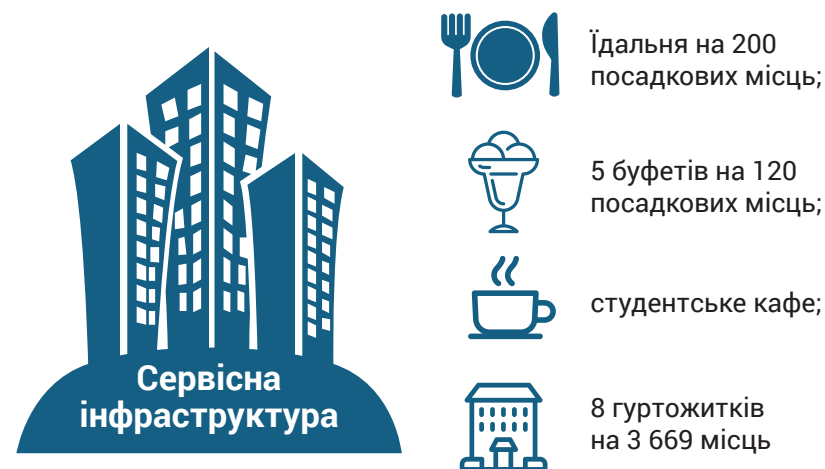 Сервісна
інфраструктура
Їдальня на 200
посадкових місць;
5 буфетів на 120
посадкових місць;
студентське кафе;
8 гуртожитків
на 3 669 місць